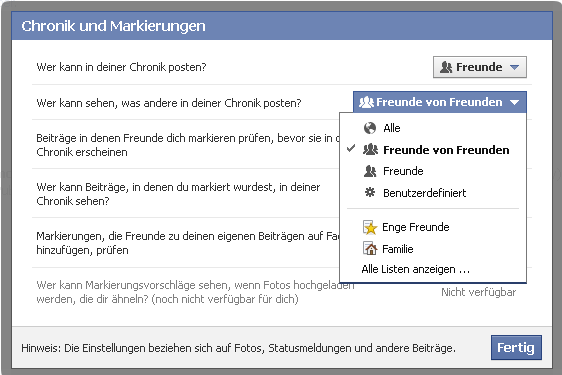 Chronik und Markierungen
Wer kann in deiner Chronik posten?
Freunde
Wer kann sehen, was andere in deiner Chronik posten?
Freunde von Freunden
Alle
Freunde von Freunden
Freunde
Benutzerdefiniert
Enge Freunde
Familie
Alle Listen anzeigen ...
Beiträge in denen Freunde dich markieren prüfen, bevor sie in
Chronik erscheinen
Wer kann Beiträge, in denen du markiert wurdest, in deiner
Chronik sehen?
Markierungen, die Freunde zu deinen eigenen Beiträgen auf
hinzufügen, prüfen
Wer kann Markierungsvorschläge sehen, wenn Fotos hochgeladen
werden, die dir ähneln? (noch nicht verfügbar für dich)
Nicht verfügbar
Hinweis: Die Einstellungen beziehen sich auf Fotos, Statusmeldungen und andere Beiträge.
Fertig